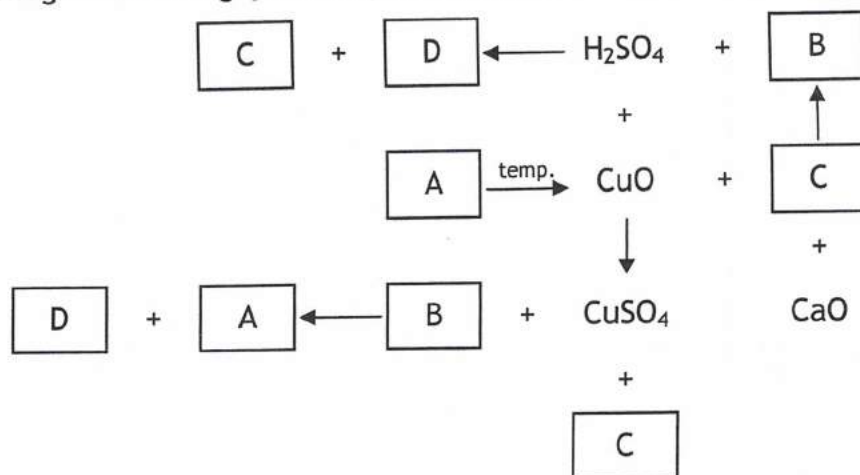 C + D H₂SO₄ + B
+
A temp. CuO + C
+
D + A B + CuSO₄ CaO
+
C